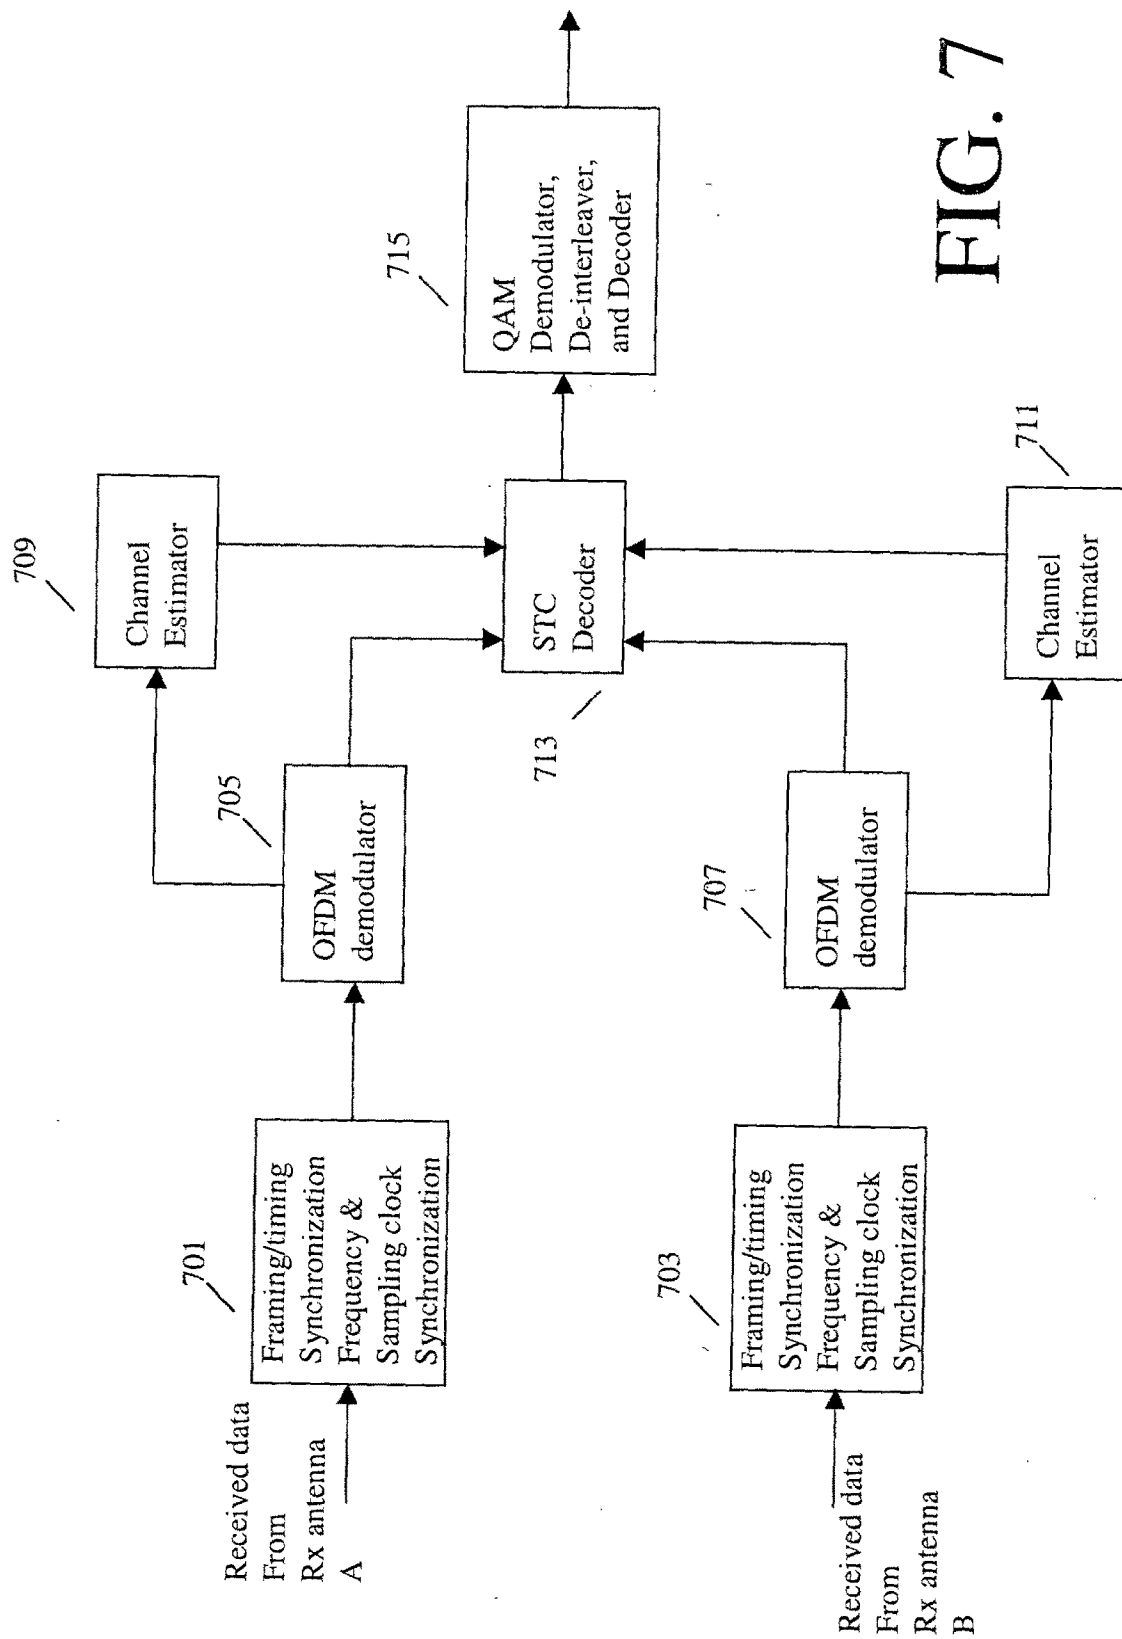 Received data
From
Rx antenna
A
701
Framing/timing
Synchronization
Frequency &
Sampling clock
Synchronization
705
OFDM
demodulator
709
Channel
Estimator
713
STC
Decoder
715
QAM
Demodulator,
De-interleaver,
and Decoder
Received data
From
Rx antenna
B
703
Framing/timing
Synchronization
Frequency &
Sampling clock
Synchronization
707
OFDM
demodulator
711
Channel
Estimator
FIG. 7